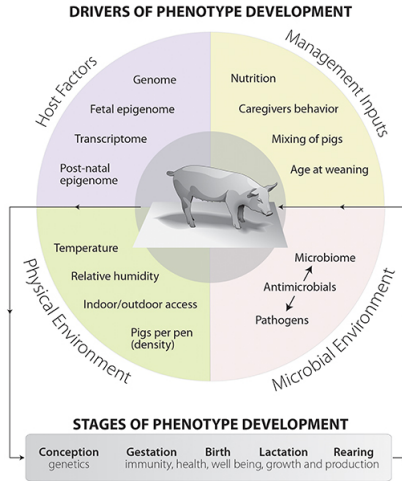 DRIVERS OF PHENOTYPE DEVELOPMENT
Host Factors
Genome
Fetal epigenome
Transcriptome
Post-natal
epigenome
Management Inputs
Nutrition
Caregivers behavior
Mixing of pigs
Age at weaning
Physical Environment
Temperature
Relative humidity
Indoor/outdoor access
Pigs per pen
(density)
Microbial Environment
Microbiome
Antimicrobials
Pathogens
STAGES OF PHENOTYPE DEVELOPMENT
Conception Gestation Birth Lactation Rearing
genetics immunity, health, well being, growth and production